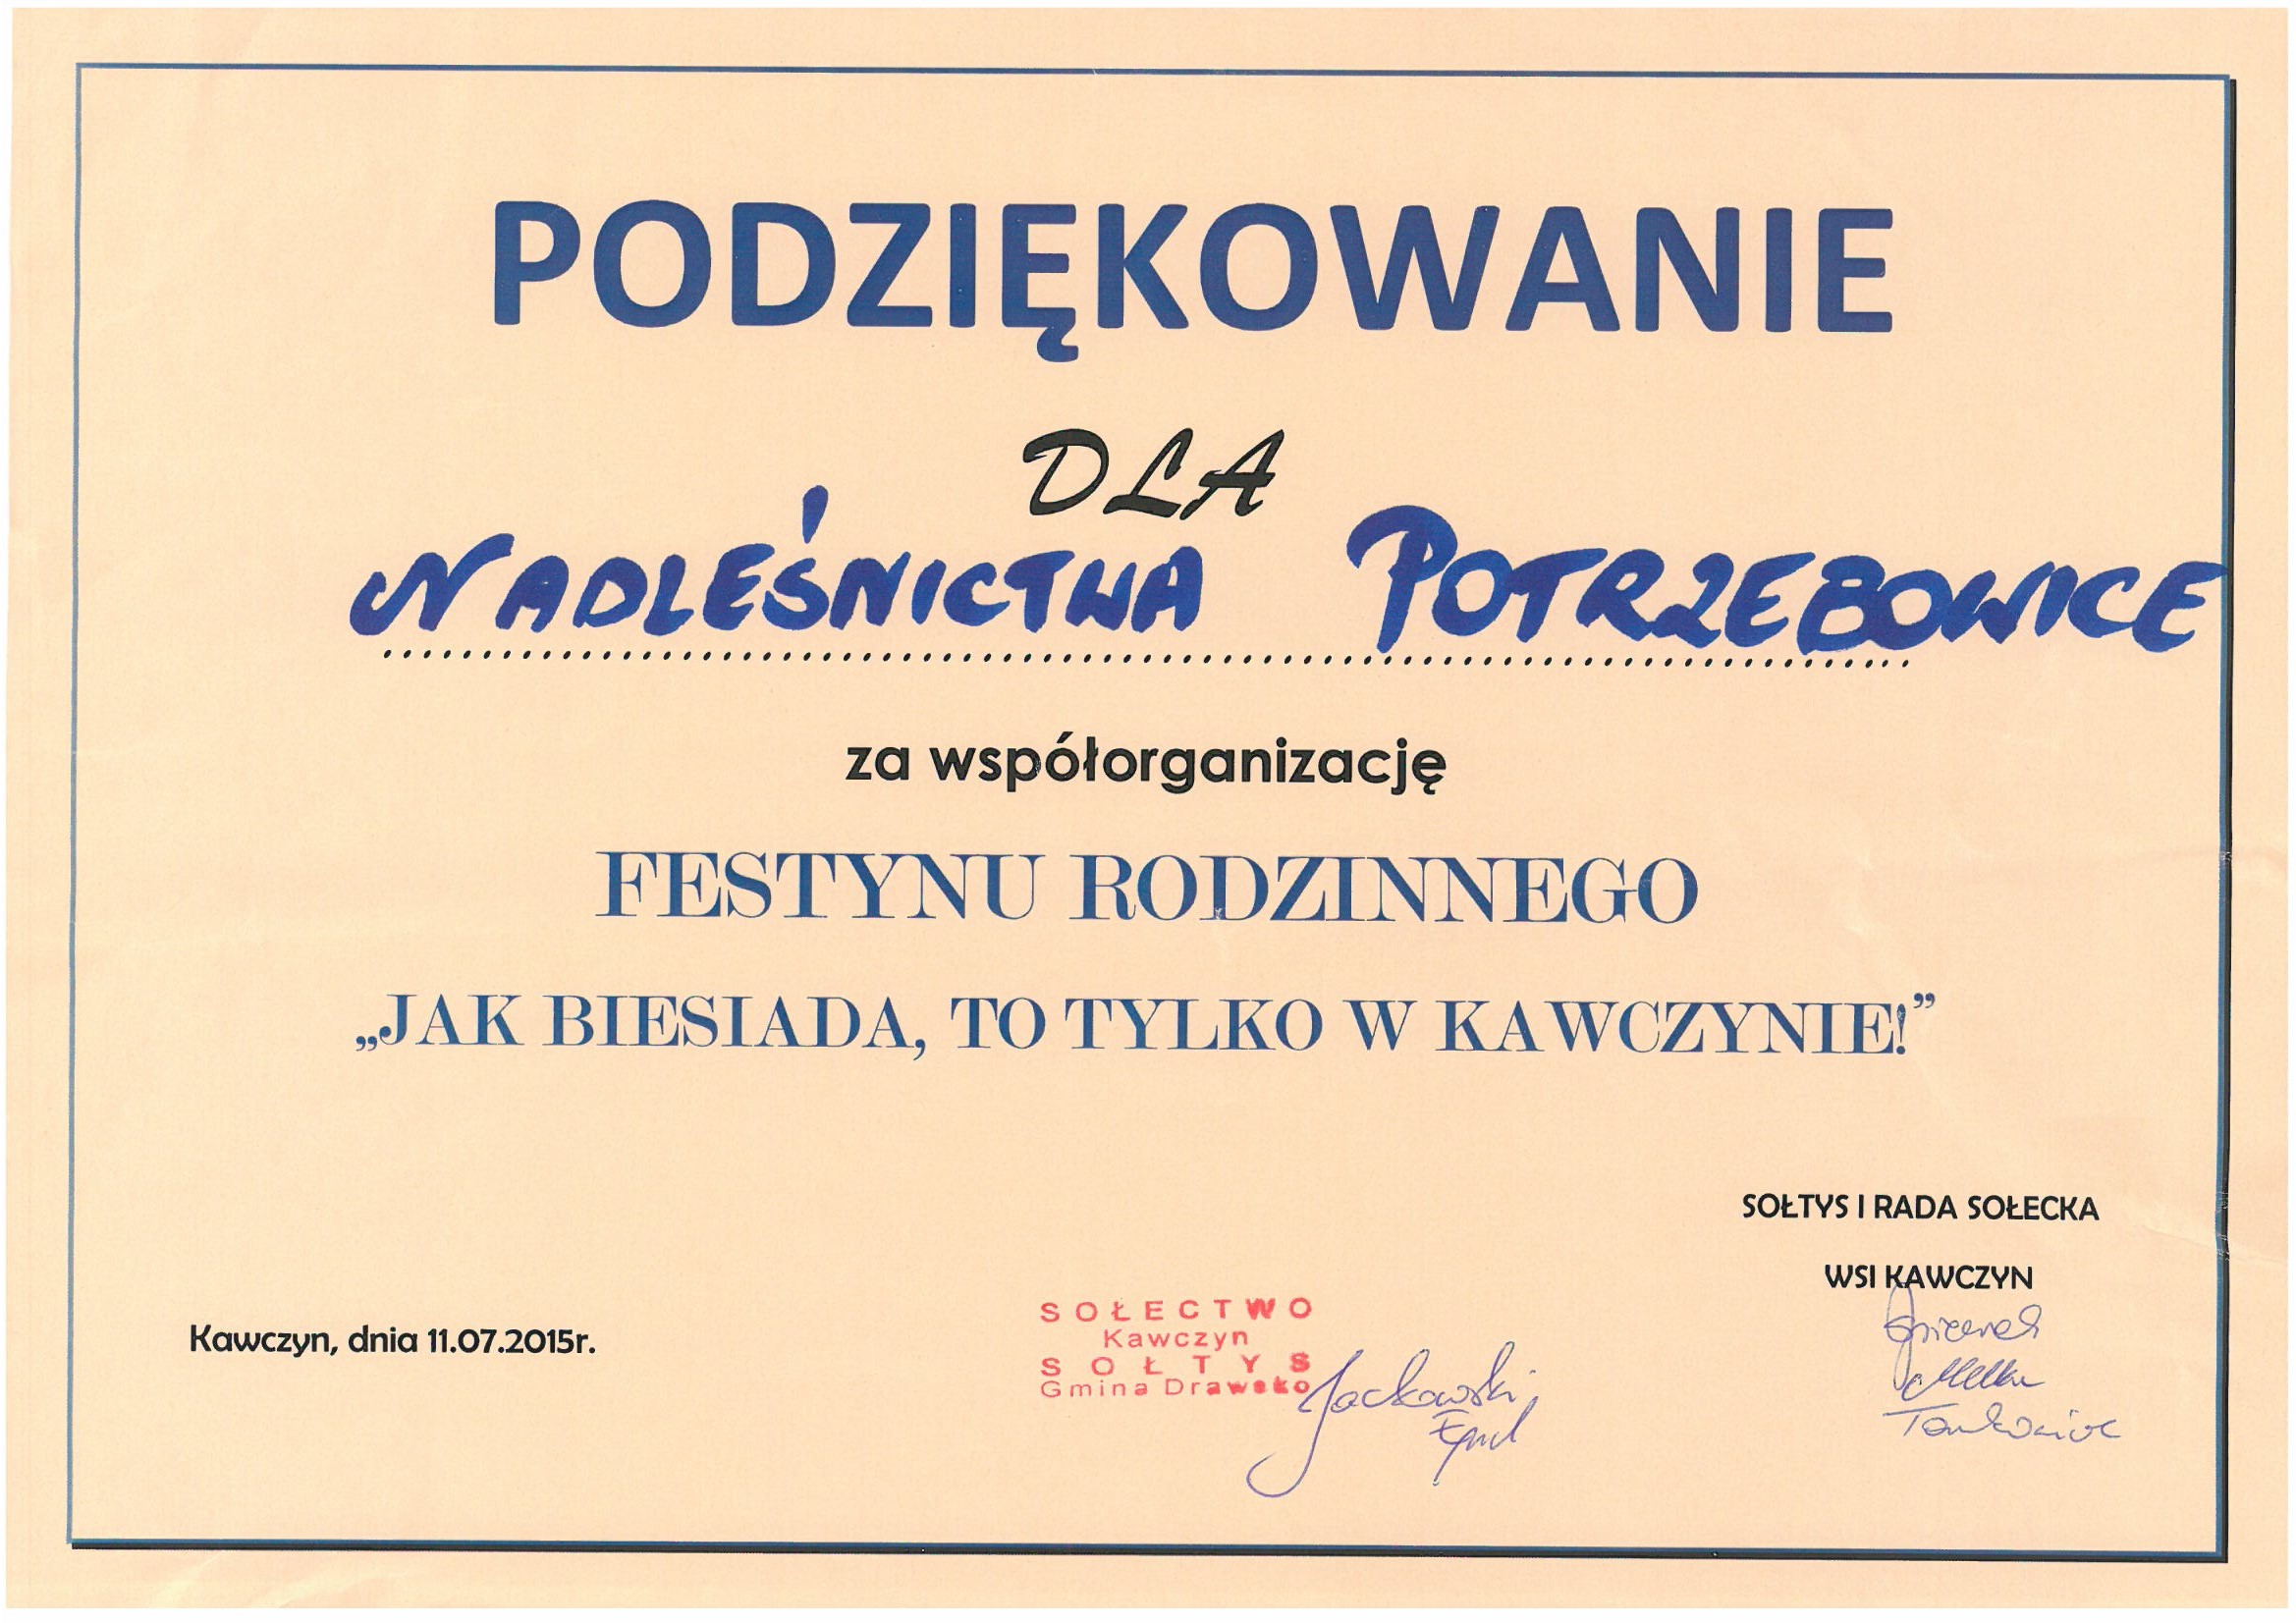 PODZIĘKOWANIE
DLA
NADLEŚNICTWA POTRZEBOWICE
za współorganizację
FESTYNU RODZINNEGO
„JAK BIESIADA, TO TYLKO W KAWCZYNIE!”
SOŁTYS I RADA SOŁECKA
WSI KAWCZYN
Kawczyn, dnia 11.07.2015r.
SOŁECTWO
Kawczyn
SOŁTYS
Gmina Drawsko
Jackowski